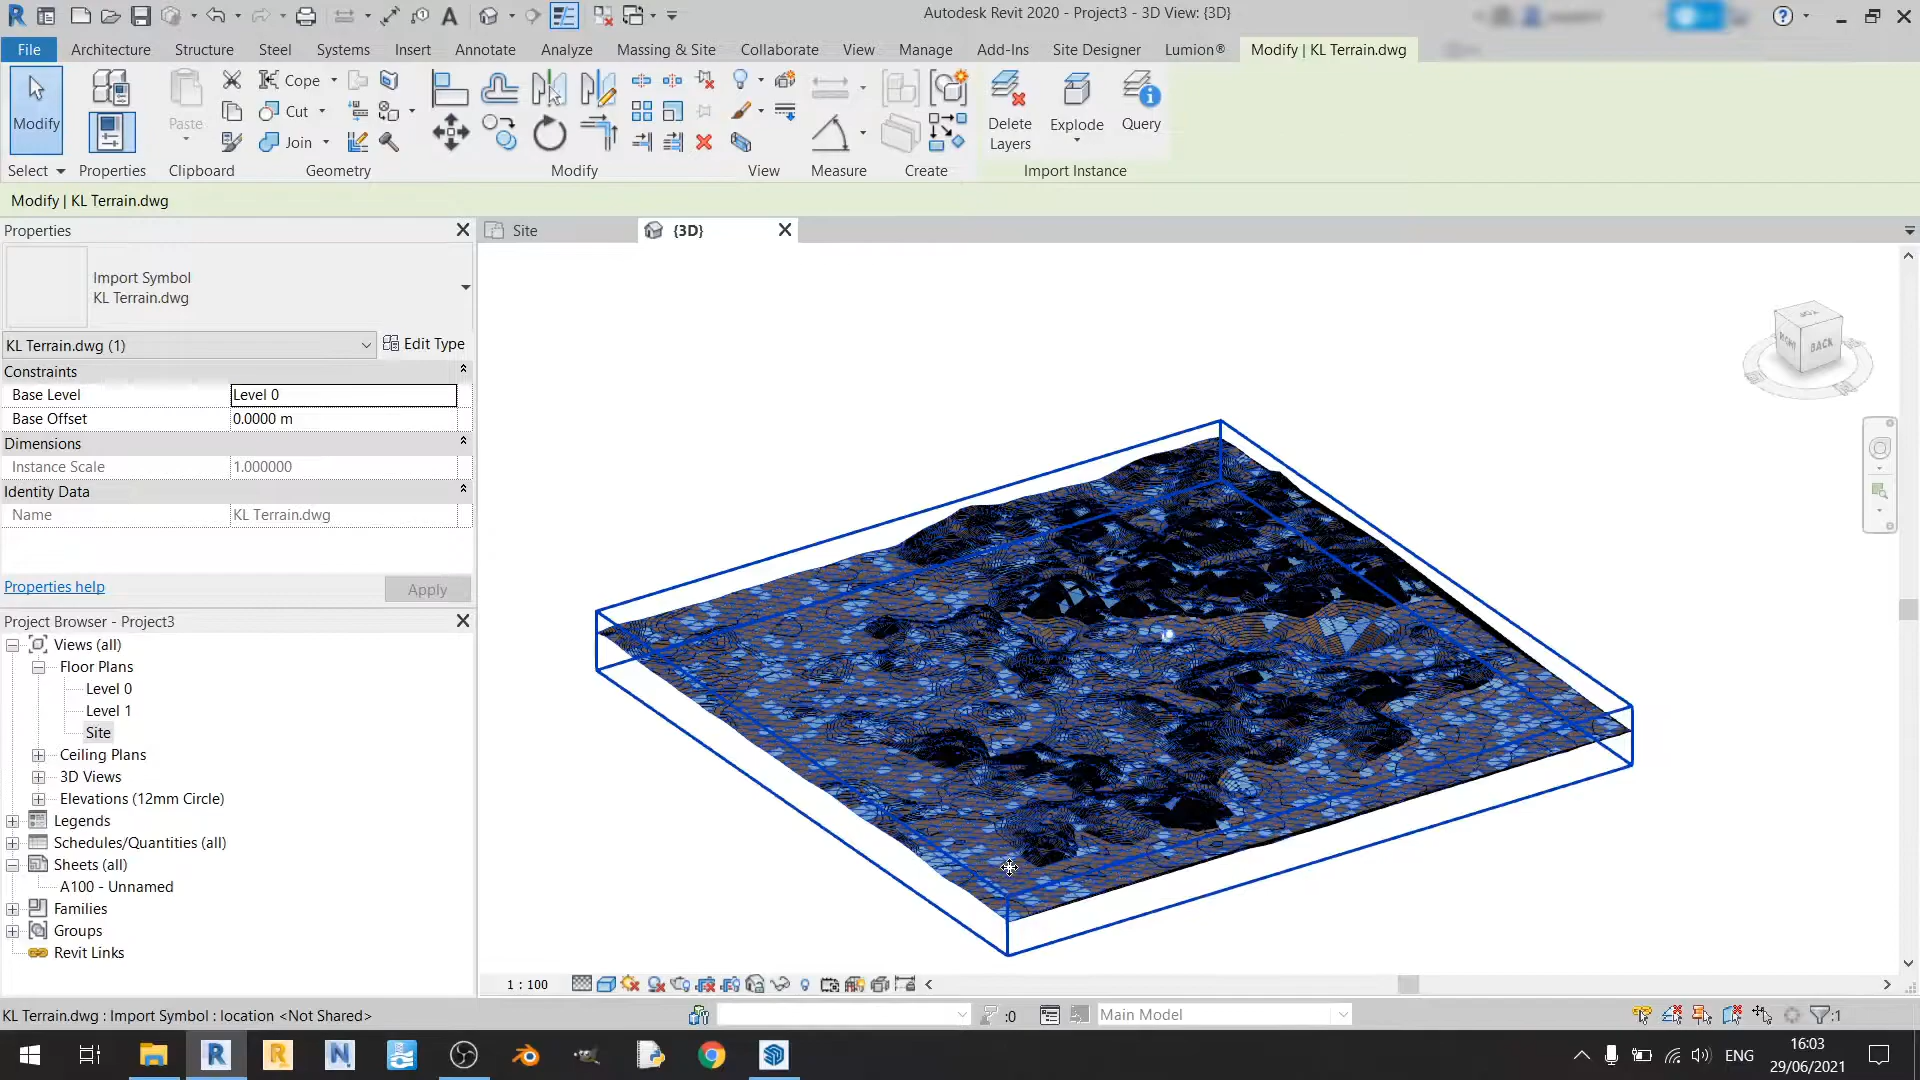 Autodesk Revit 2020 - Project3 - 3D View: {3D}
File Architecture Structure Steel Systems Insert Annotate Analyze Massing & Site Collaborate View Manage Add-Ins Site Designer Lumion® Modify | KL Terrain.dwg
Modify Paste Cope Cut Join Delete Layers Explode Query
Select Properties Clipboard Geometry Modify View Measure Create Import Instance
Modify | KL Terrain.dwg
Properties
Site
{3D}
Import Symbol
KL Terrain.dwg
KL Terrain.dwg (1) Edit Type
Constraints
Base Level Level 0
Base Offset 0.0000 m
Dimensions
Instance Scale 1.000000
Identity Data
Name KL Terrain.dwg
Properties help Apply
TOP
RIGHT
BACK
Project Browser - Project3
Views (all)
Floor Plans
Level 0
Level 1
Site
Ceiling Plans
3D Views
Elevations (12mm Circle)
Legends
Schedules/Quantities (all)
Sheets (all)
A100 - Unnamed
Families
Groups
Revit Links
1 : 100
KL Terrain.dwg : Import Symbol : location <Not Shared> :0 Main Model :1
ENG
16:03
29/06/2021